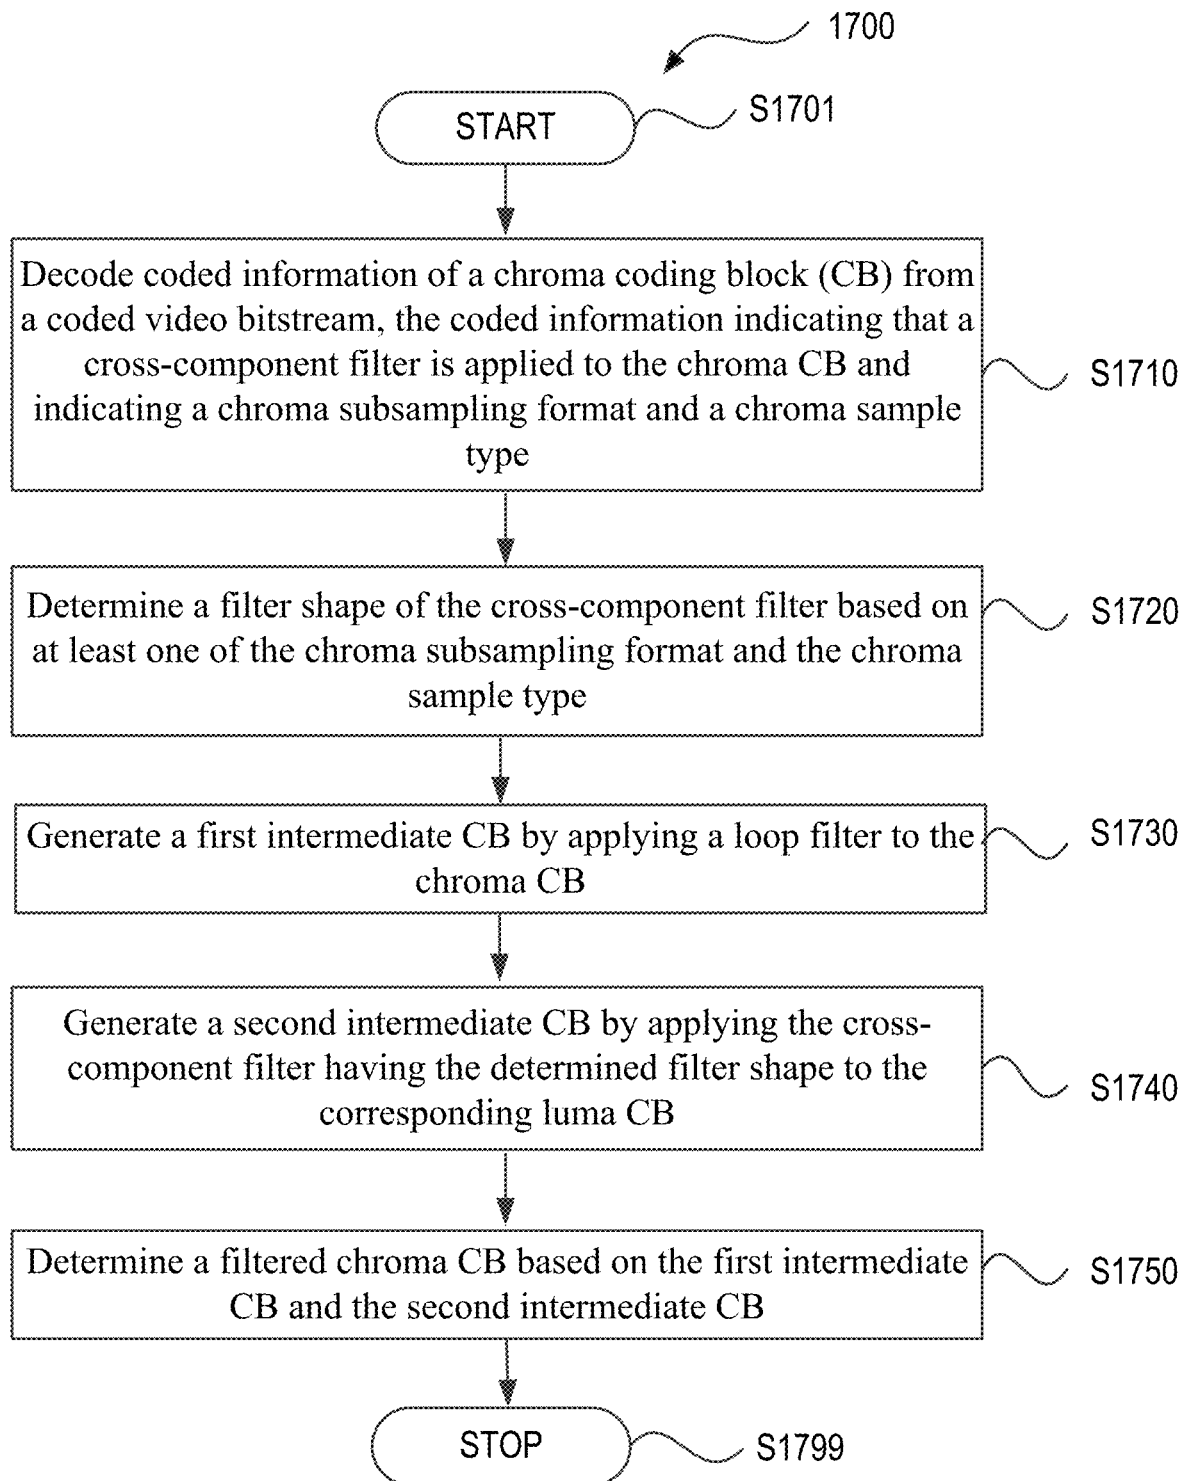 1700
START
S1701
Decode coded information of a chroma coding block (CB) from
a coded video bitstream, the coded information indicating that a
cross-component filter is applied to the chroma CB and
indicating a chroma subsampling format and a chroma sample
type
S1710
Determine a filter shape of the cross-component filter based on
at least one of the chroma subsampling format and the chroma
sample type
S1720
Generate a first intermediate CB by applying a loop filter to the
chroma CB
S1730
Generate a second intermediate CB by applying the cross-
component filter having the determined filter shape to the
corresponding luma CB
S1740
Determine a filtered chroma CB based on the first intermediate
CB and the second intermediate CB
S1750
STOP
S1799